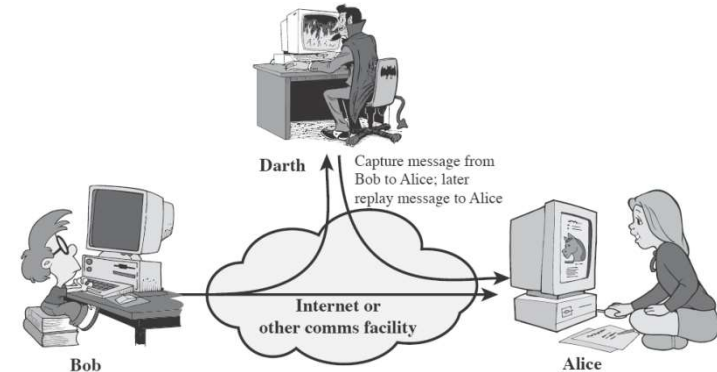 Darth
Capture message from
Bob to Alice; later
replay message to Alice
Internet or
other comms facility
Bob
Alice